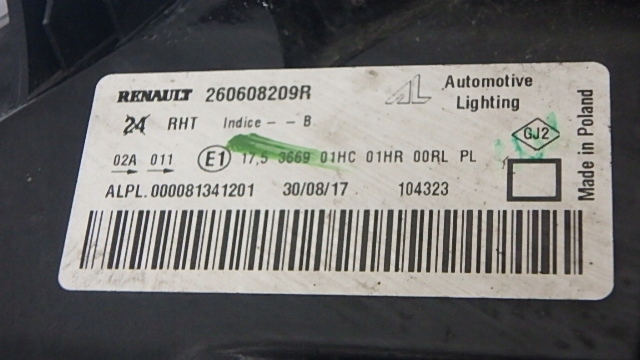 RENAULT 260608209R
AL Automotive
Lighting
24 RHT Indice - - B
GJ2
02A 011 E1 17,5 3669 01HC 01HR 00RL PL
ALPL.000081341201 30/08/17 104323
Made in Poland